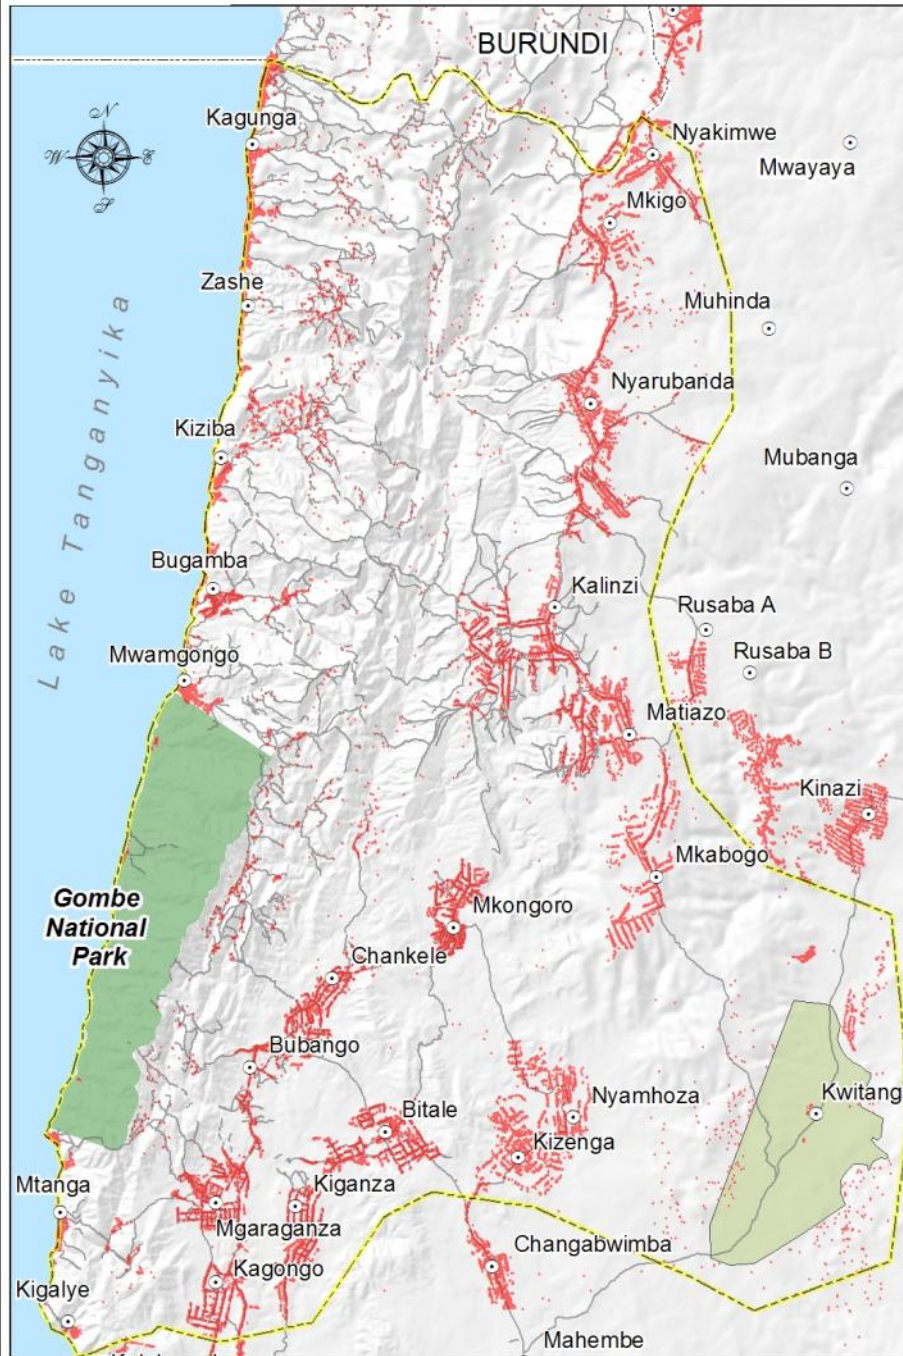 BURUNDI
N
W
E
S
Kagunga
Nyakimwe
Mwayaya
Mkigo
Zashe
Muhinda
Lake Tanganyika
Nyarubanda
Kiziba
Mubanga
Bugamba
Kalinzi
Rusaba A
Mwamgongo
Rusaba B
Matiazo
Kinazi
Mkabogo
Gombe
National
Park
Mkongoro
Chankele
Bubango
Nyamhoza
Kwitang
Bitale
Kizenga
Mtanga
Kiganza
Mgaraganza
Changabwimba
Kagongo
Kigalye
Mahembe